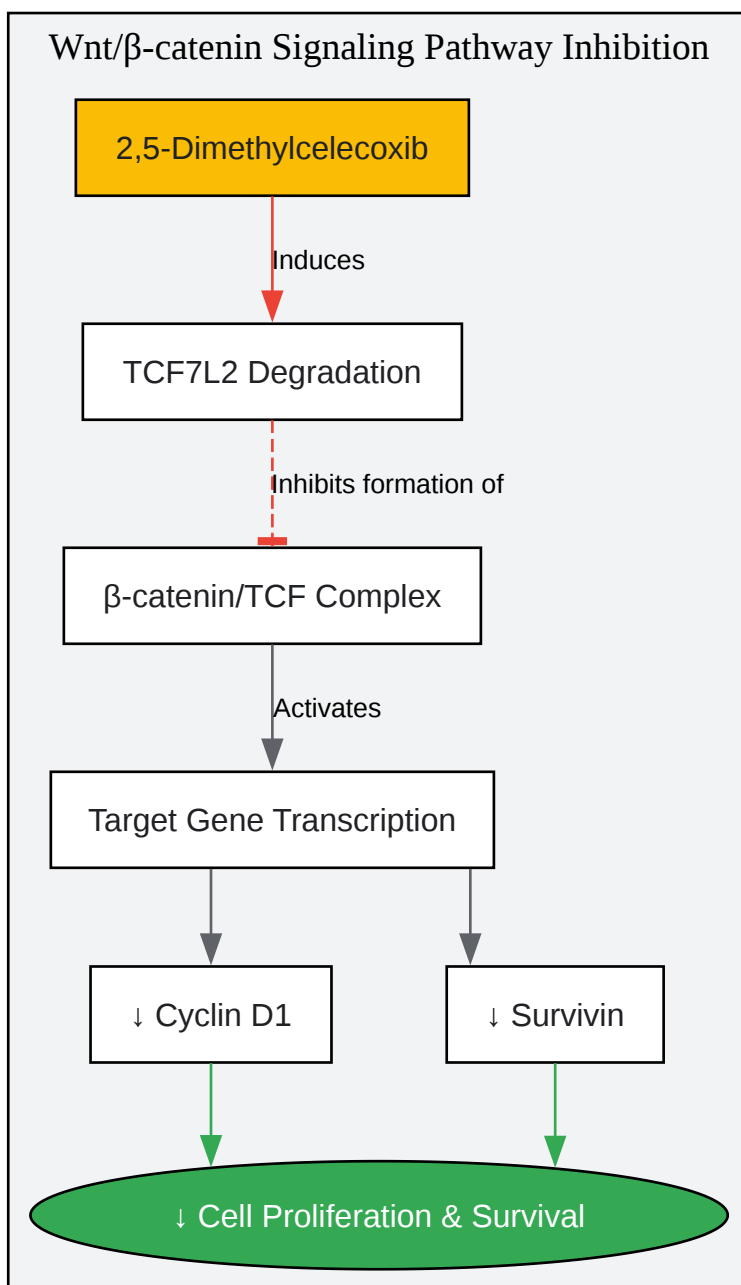 Wnt/β-catenin Signaling Pathway Inhibition
2,5-Dimethylcelecoxib
Induces
TCF7L2 Degradation
Inhibits formation of
β-catenin/TCF Complex
Activates
Target Gene Transcription
↓ Cyclin D1
↓ Survivin
↓ Cell Proliferation & Survival